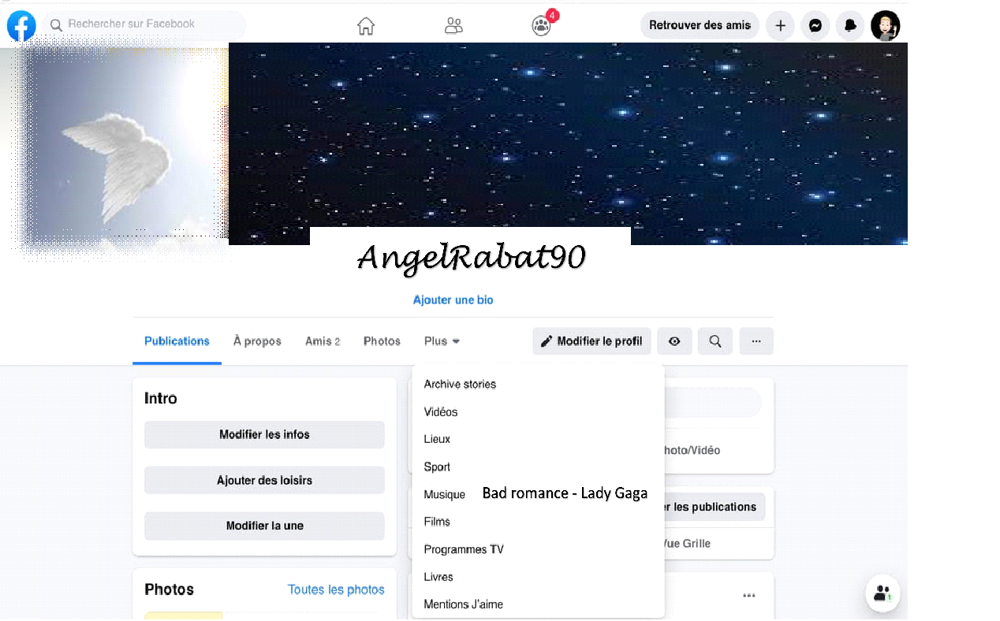 Rechercher sur Facebook
4
Retrouver des amis
AngelRabat90
Ajouter une bio
Publications À propos Amis 2 Photos Plus
Modifier le profil
Intro
Modifier les infos
Ajouter des loisirs
Modifier la une
Photos Toutes les photos
Archive stories
Vidéos
Lieux
Sport
Musique Bad romance - Lady Gaga
Films
Programmes TV
Livres
Mentions J'aime
hoto/Vidéo
er les publications
Vue Grille
1